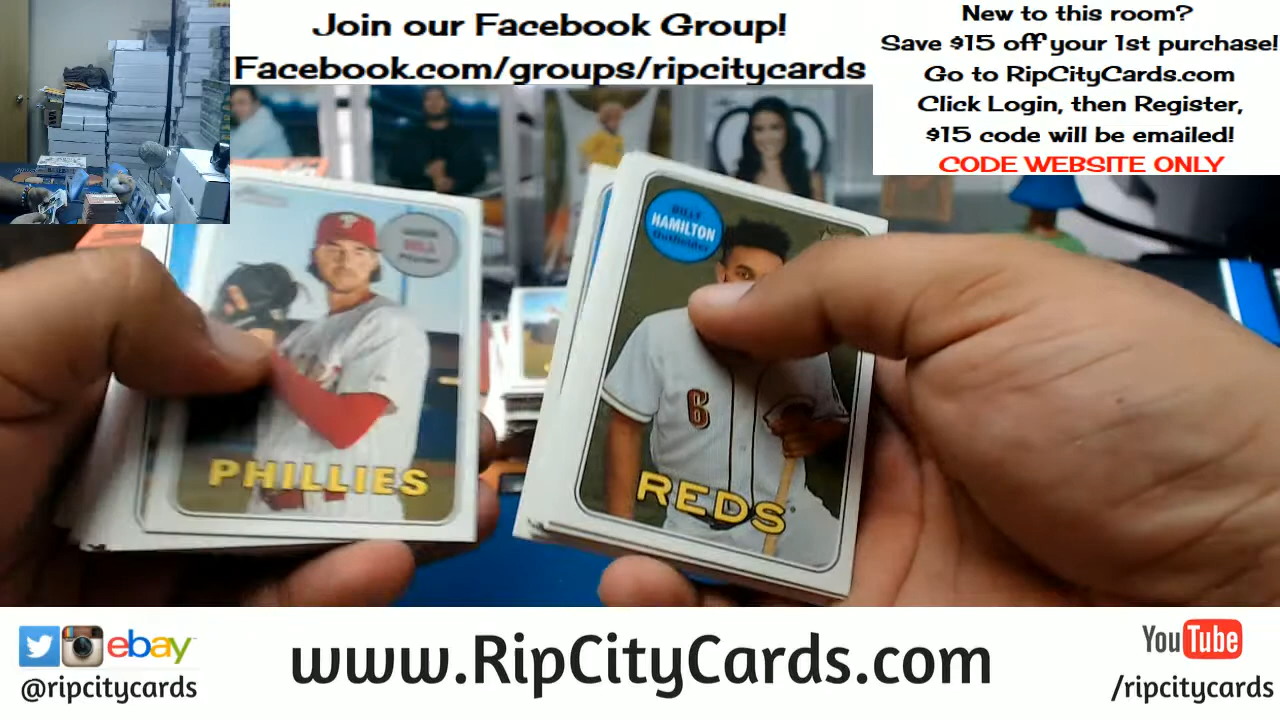 Join our Facebook Group!
Facebook.com/groups/ripcitycards
New to this room?
Save $15 off your 1st purchase!
Go to RipCityCards.com
Click Login, then Register,
$15 code will be emailed!
CODE WEBSITE ONLY
BILLY
HAMILTON
Outfielder
6
REDS
PHILLIES
ebay
@ripcitycards
www.RipCityCards.com
YouTube
/ripcitycards